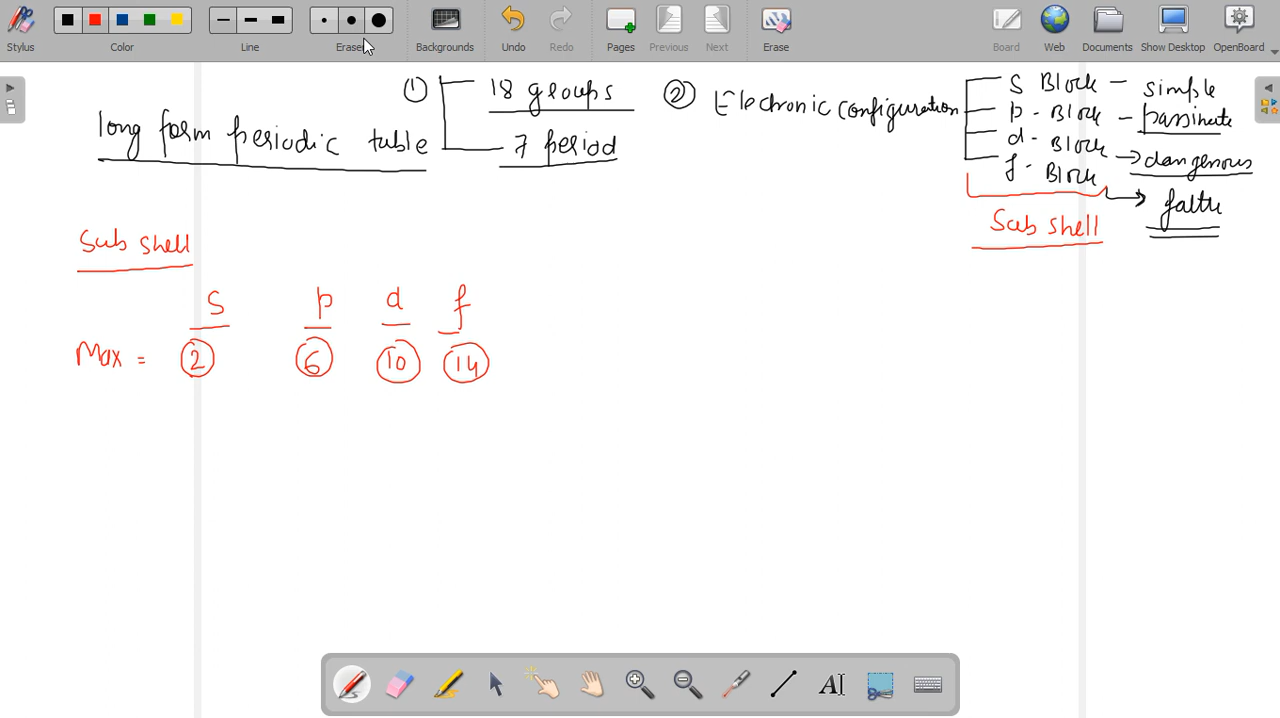 Stylus
Color
Line
Eraser
Backgrounds
Undo
Redo
Pages
Previous
Next
Erase
Board
Web
Documents
Show Desktop
OpenBoard
long form periodic table
① 18 groups
7 period
② Electronic configuration
S Block - simple
p - Block - passinate
d - Block → dangenous
f - Block → faltu
Sub shell
Sub shell
S p d f
Max = 2 6 10 14